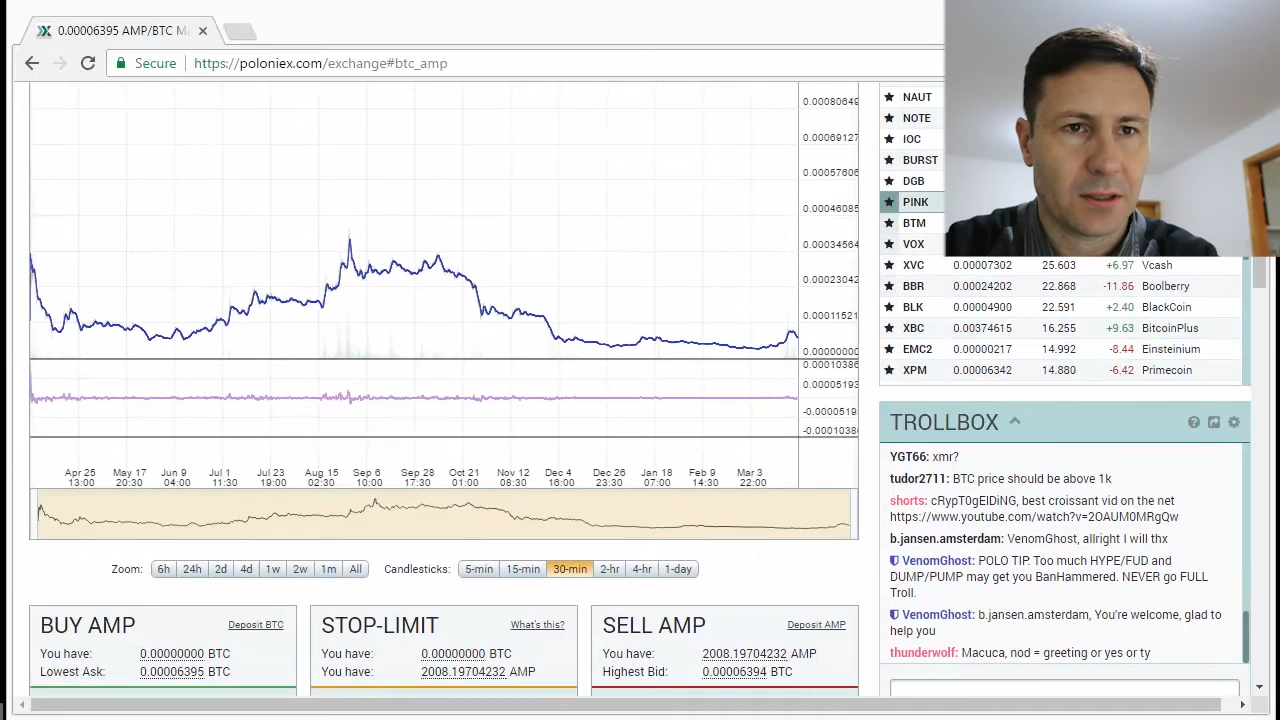 0.00006395 AMP/BTC Ma
Secure https://poloniex.com/exchange#btc_amp
0.00080649
0.00069127
0.00057606
0.00046085
0.00034564
0.00023042
0.00011521
0.00000000
0.00010386
0.00005193
-0.0000519
-0.0001038
Apr 25 May 17 Jun 9 Jul 1 Jul 23 Aug 15 Sep 6 Sep 28 Oct 21 Nov 12 Dec 4 Dec 26 Jan 18 Feb 9 Mar 3
13:00 20:30 04:00 11:30 19:00 02:30 10:00 17:30 01:00 08:30 16:00 23:30 07:00 14:30 22:00
Zoom: 6h 24h 2d 4d 1w 2w 1m All Candlesticks: 5-min 15-min 30-min 2-hr 4-hr 1-day
BUY AMP Deposit BTC
You have: 0.00000000 BTC
Lowest Ask: 0.00006395 BTC
STOP-LIMIT What's this?
You have: 0.00000000 BTC
You have: 2008.19704232 AMP
SELL AMP Deposit AMP
You have: 2008.19704232 AMP
Highest Bid: 0.00006394 BTC
NAUT
NOTE
IOC
BURST
DGB
PINK
BTM
VOX
XVC 0.00007302 25.603 +6.97 Vcash
BBR 0.00024202 22.868 -11.86 Boolberry
BLK 0.00004900 22.591 +2.40 BlackCoin
XBC 0.00374615 16.255 +9.63 BitcoinPlus
EMC2 0.00000217 14.992 -8.44 Einsteinium
XPM 0.00006342 14.880 -6.42 Primecoin
TROLLBOX
YGT66: xmr?
tudor2711: BTC price should be above 1k
shorts: cRypT0gEIDiNG, best croissant vid on the net
https://www.youtube.com/watch?v=2OAUM0MRgQw
b.jansen.amsterdam: VenomGhost, allright I will thx
VenomGhost: POLO TIP. Too much HYPE/FUD and
DUMP/PUMP may get you BanHammered. NEVER go FULL
Troll.
VenomGhost: b.jansen.amsterdam, You're welcome, glad to
help you
thunderwolf: Macuca, nod = greeting or yes or ty